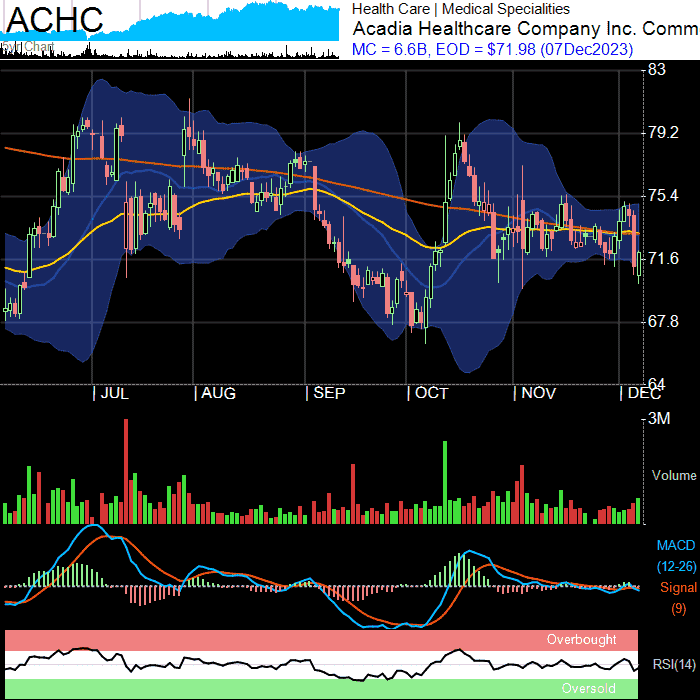 ACHC
5yr Chart
Health Care | Medical Specialities
Acadia Healthcare Company Inc. Comm
MC = 6.6B, EOD = $71.98 (07Dec2023)
83
79.2
75.4
71.6
67.8
64
| JUL | AUG | SEP | OCT | NOV | DEC
3M
Volume
MACD
(12-26)
Signal
(9)
Overbought
RSI(14)
Oversold